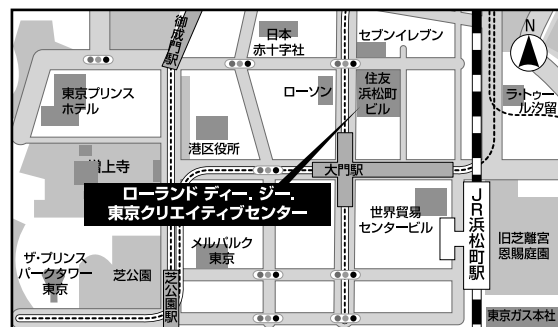 御成門駅
日本
赤十字社
セブンイレブン
N
東京プリンス
ホテル
ローソン
住友
浜松町
ビル
ラ・トゥー
ル汐留
港区役所
増上寺
大門駅
ローランド ディー. ジー.
東京クリエイティブセンター
世界貿易
センタービル
JR浜松町駅
旧芝離宮
恩賜庭園
メルパルク
東京
ザ・プリンス
パークタワー
東京
芝公園
芝公園駅
東京ガス本社